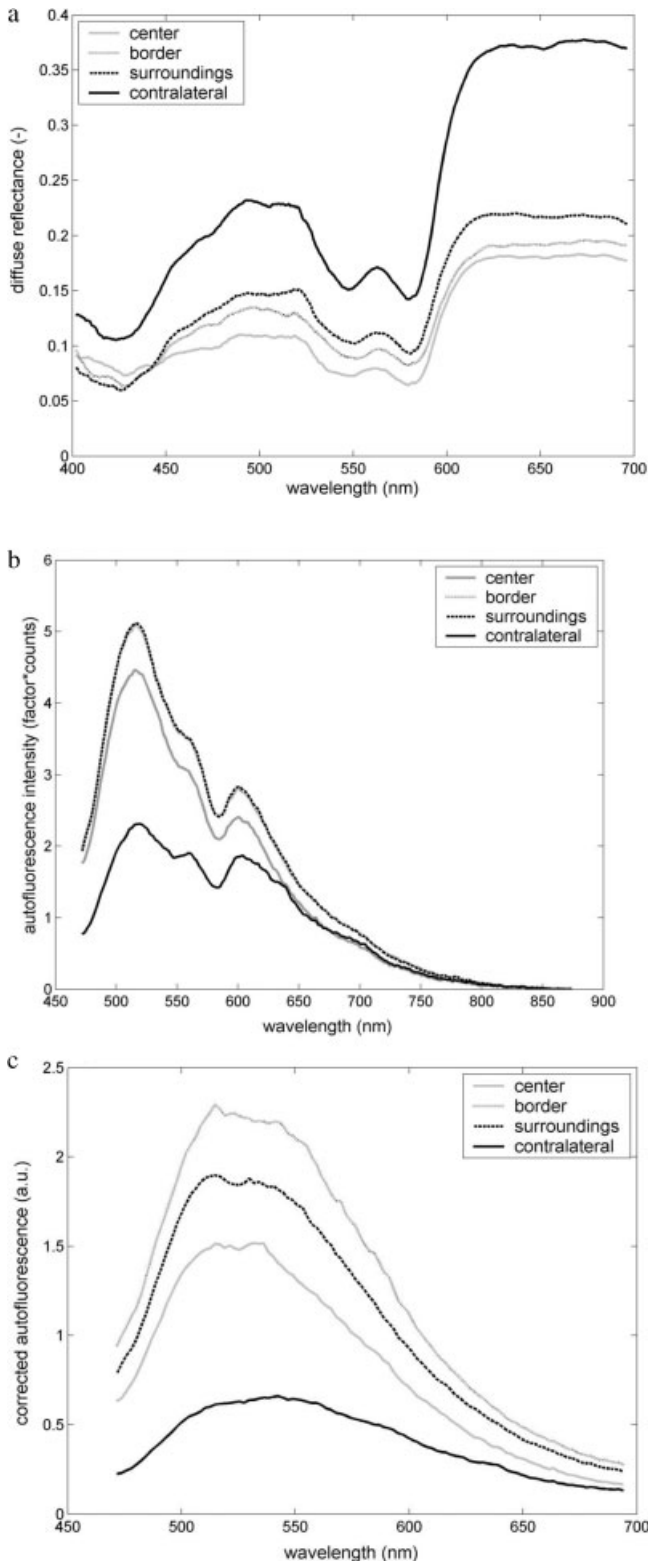 a
center
border
surroundings
contralateral
0.4
0.35
0.3
0.25
0.2
0.15
0.1
0.05
0
diffuse reflectance (-)
400 450 500 550 600 650 700
wavelength (nm)
b
center
border
surroundings
contralateral
6
5
4
3
2
1
0
autofluorescence intensity (factor*counts)
450 500 550 600 650 700 750 800 850 900
wavelength (nm)
c
center
border
surroundings
contralateral
2.5
2
1.5
1
0.5
0
corrected autofluorescence (a.u.)
450 500 550 600 650 700
wavelength (nm)